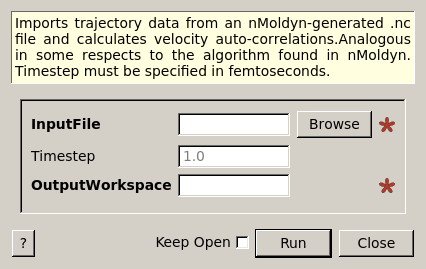 Imports trajectory data from an nMoldyn-generated .nc
file and calculates velocity auto-correlations.Analogous
in some respects to the algorithm found in nMoldyn.
Timestep must be specified in femtoseconds.
InputFile Browse *
Timestep 1.0
OutputWorkspace *
? Keep Open Run Close